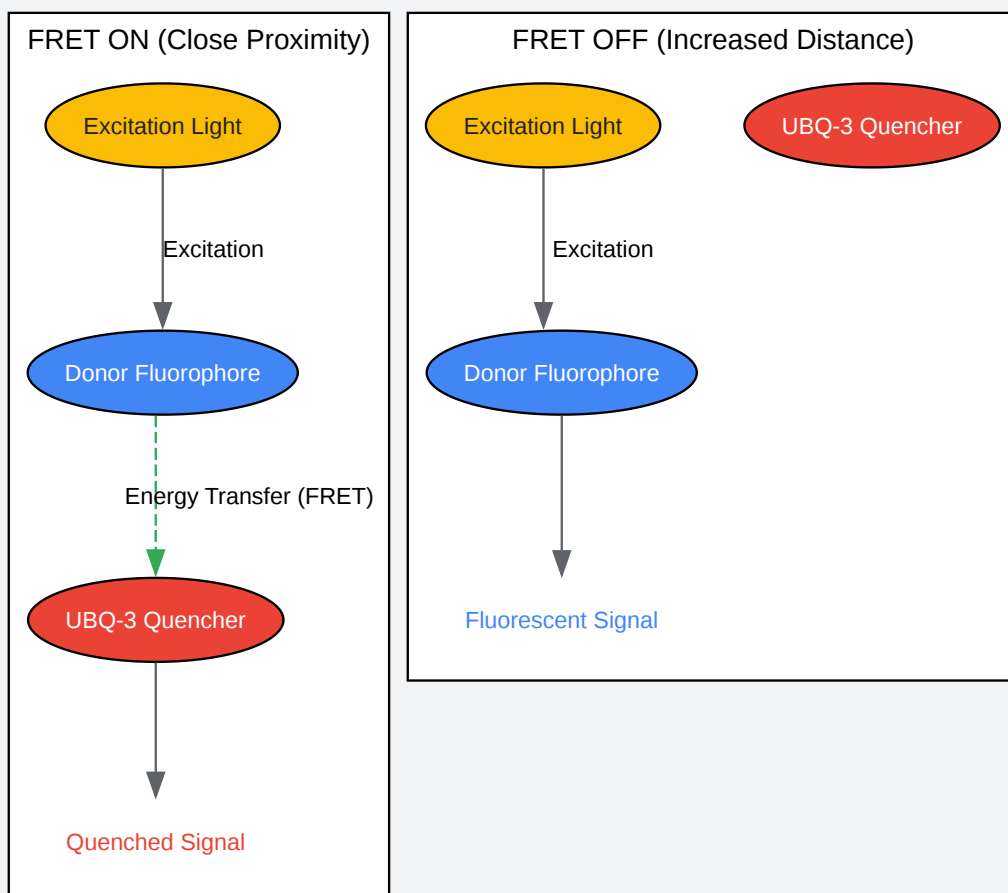 FRET ON (Close Proximity)
Excitation Light
Excitation
Donor Fluorophore
Energy Transfer (FRET)
UBQ-3 Quencher
Quenched Signal
FRET OFF (Increased Distance)
Excitation Light
UBQ-3 Quencher
Excitation
Donor Fluorophore
Fluorescent Signal